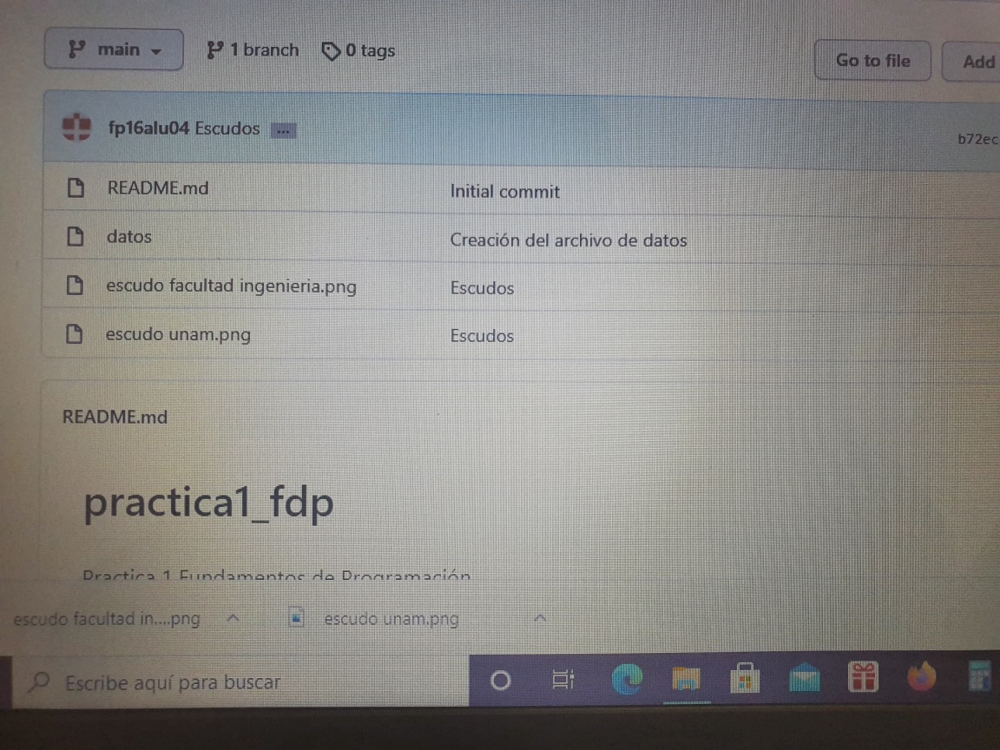 main 1 branch 0 tags Go to file Add
fp16alu04 Escudos ... b72ec
README.md Initial commit
datos Creación del archivo de datos
escudo facultad ingenieria.png Escudos
escudo unam.png Escudos
README.md
practica1_fdp
Practica 1 Fundamentos de Programación
escudo facultad in....png escudo unam.png
Escribe aquí para buscar